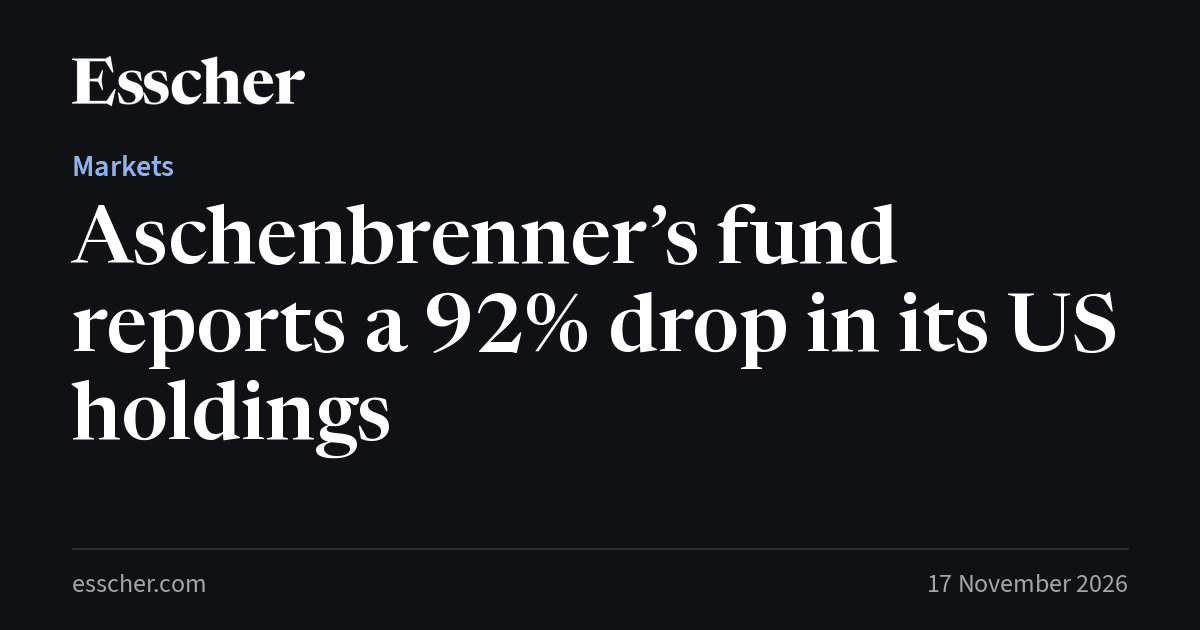 Esscher
Markets
Aschenbrenner’s fund
reports a 92% drop in its US
holdings
esscher.com
17 November 2026